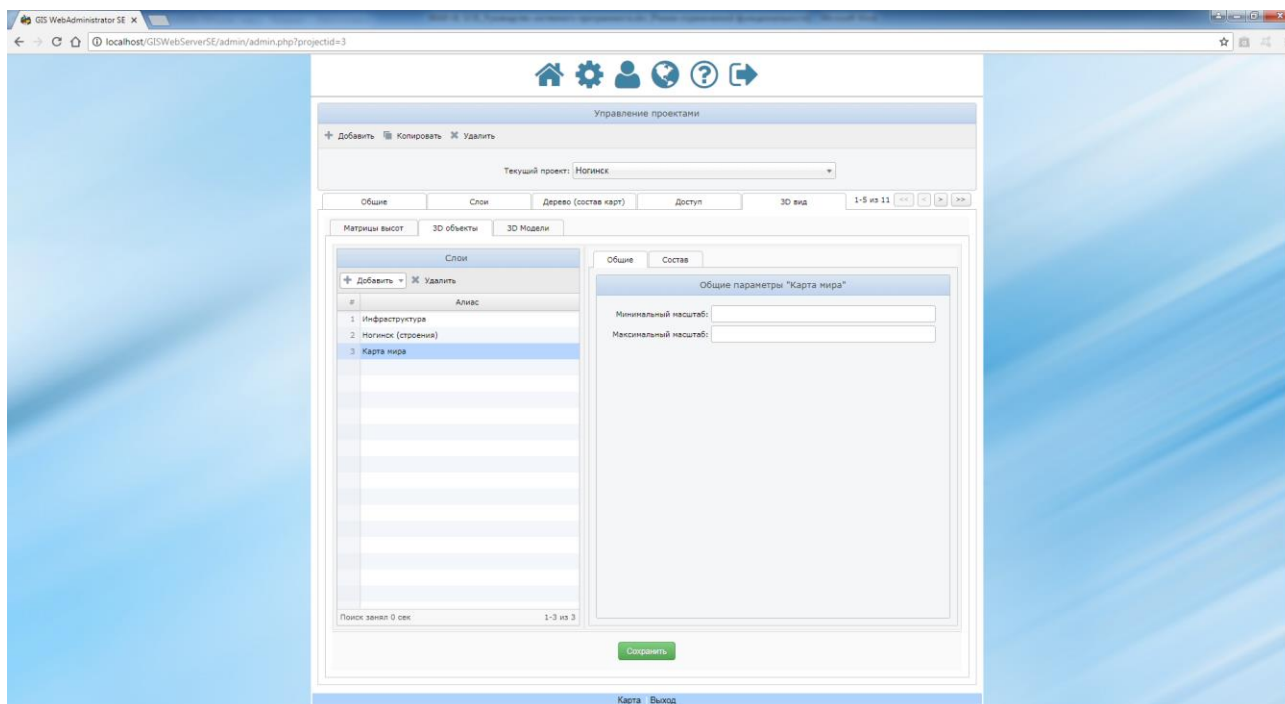 GIS WebAdministrator SE
localhost/GISWebServerSE/admin/admin.php?projectid=3
Управление проектами
Добавить Копировать Удалить
Текущий проект: Ногинск
Общие Слои Дерево (состав карт) Доступ 3D вид 1-5 из 11 << < > >>
Матрицы высот 3D объекты 3D Модели
Слои
Добавить Удалить
# Алиас
1 Инфраструктура
2 Ногинск (строения)
3 Карта мира
Поиск занял 0 сек 1-3 из 3
Общие Состав
Общие параметры "Карта мира"
Минимальный масштаб:
Максимальный масштаб:
Сохранить
Карта Выход